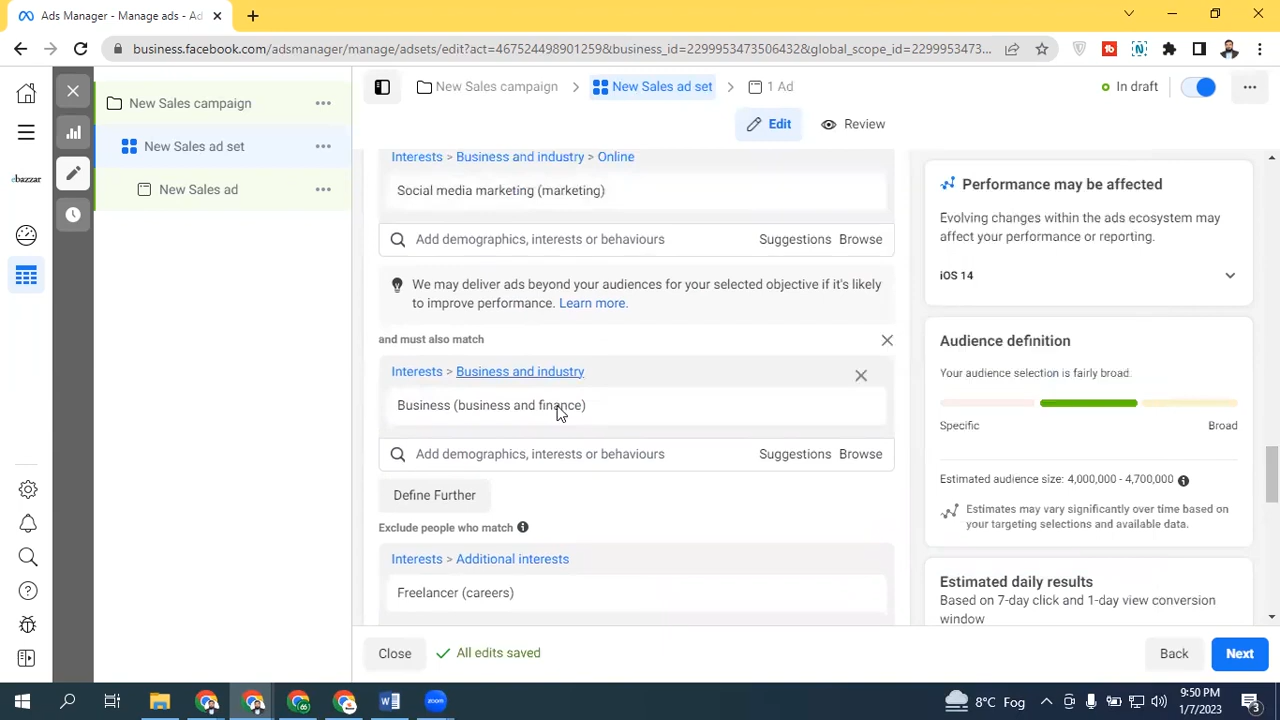 Ads Manager - Manage ads - Ad
business.facebook.com/adsmanager/manage/adsets/edit?act=467524498901259&business_id=2299953473506432&global_scope_id=2299953473...
ebazzar
New Sales campaign
New Sales ad set
New Sales ad
New Sales campaign > New Sales ad set > 1 Ad
In draft
Edit
Review
Interests > Business and industry > Online
Social media marketing (marketing)
Add demographics, interests or behaviours
Suggestions
Browse
We may deliver ads beyond your audiences for your selected objective if it's likely
to improve performance. Learn more.
and must also match
Interests > Business and industry
Business (business and finance)
Add demographics, interests or behaviours
Suggestions
Browse
Define Further
Exclude people who match
Interests > Additional interests
Freelancer (careers)
Close
All edits saved
Back
Next
Performance may be affected
Evolving changes within the ads ecosystem may
affect your performance or reporting.
iOS 14
Audience definition
Your audience selection is fairly broad.
Specific
Broad
Estimated audience size: 4,000,000 - 4,700,000
Estimates may vary significantly over time based on
your targeting selections and available data.
Estimated daily results
Based on 7-day click and 1-day view conversion
window
zoom
8°C Fog
9:50 PM
1/7/2023
3